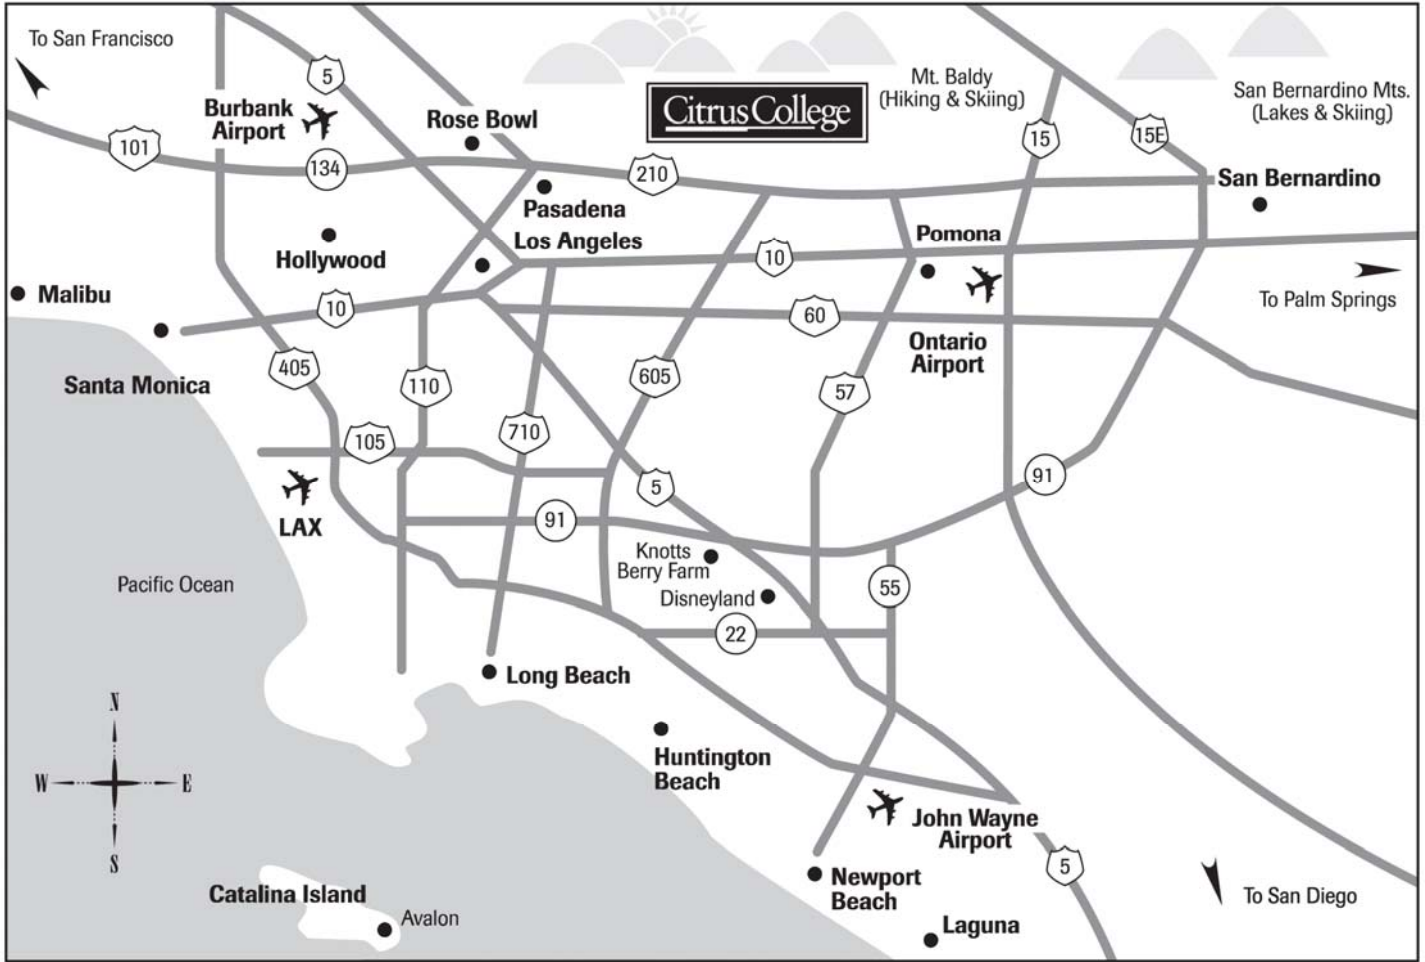 To San Francisco
5
Burbank
Airport
Rose Bowl
Citrus College
Mt. Baldy
(Hiking & Skiing)
San Bernardino Mts.
(Lakes & Skiing)
101
134
210
15
15E
San Bernardino
Pasadena
Los Angeles
Hollywood
10
Pomona
To Palm Springs
Malibu
10
60
Ontario
Airport
Santa Monica
405
110
605
57
710
105
5
91
LAX
91
Knotts
Berry Farm
Disneyland
55
22
Pacific Ocean
Long Beach
N
W
E
S
Huntington
Beach
John Wayne
Airport
5
Newport
Beach
To San Diego
Catalina Island
Avalon
Laguna